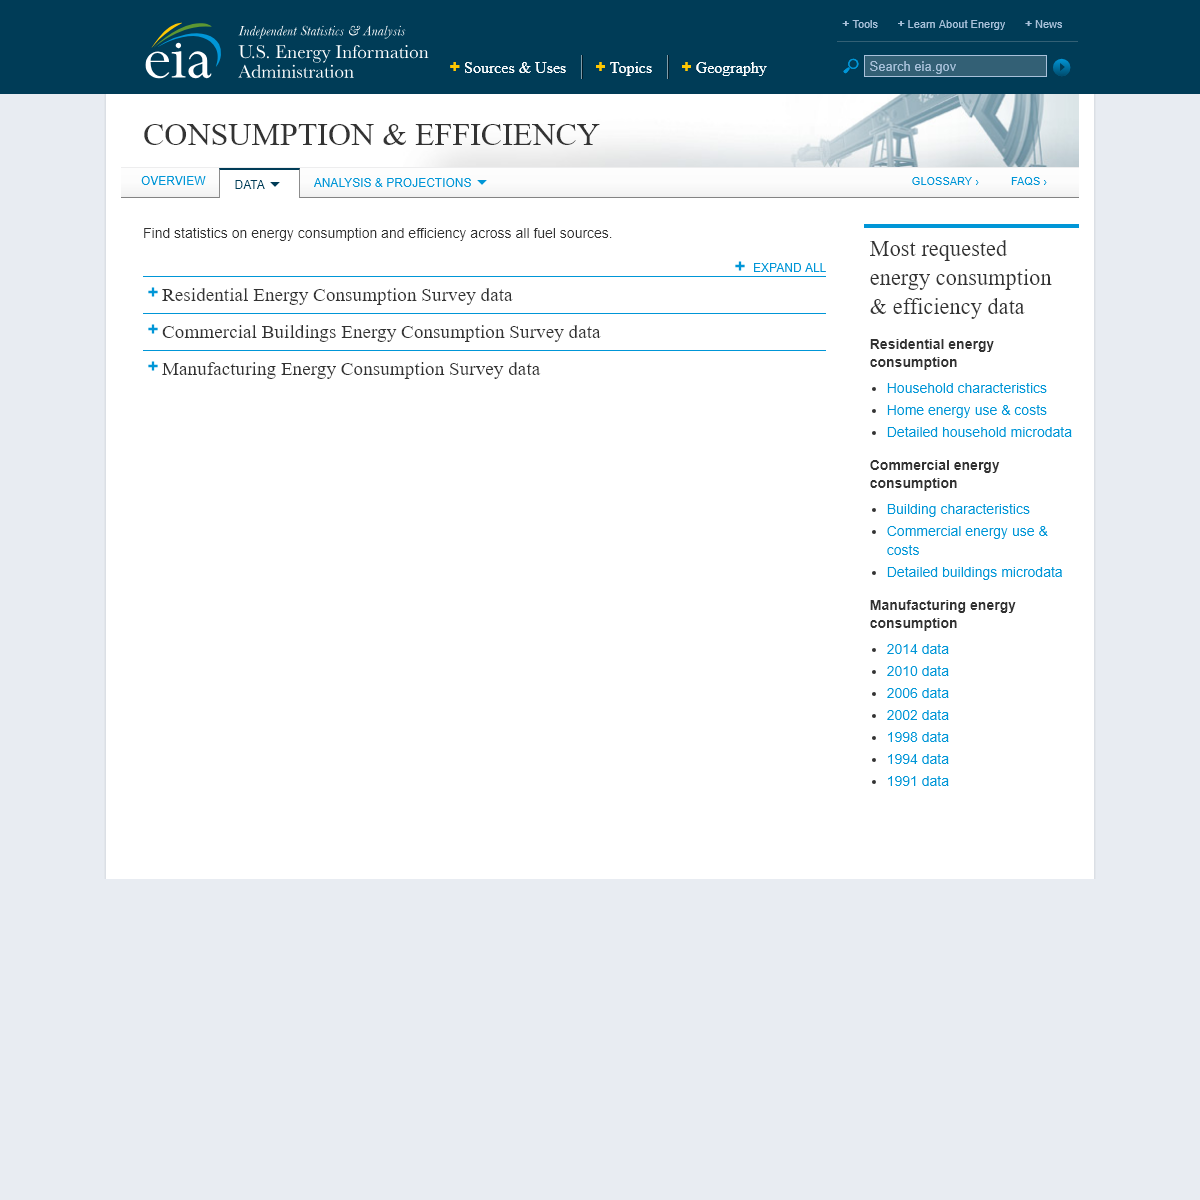 + Tools + Learn About Energy + News
eia
Independent Statistics & Analysis
U.S. Energy Information
Administration
+ Sources & Uses + Topics + Geography
Search eia.gov
CONSUMPTION & EFFICIENCY
OVERVIEW DATA ANALYSIS & PROJECTIONS GLOSSARY › FAQS ›
Find statistics on energy consumption and efficiency across all fuel sources.
+ EXPAND ALL
+ Residential Energy Consumption Survey data
+ Commercial Buildings Energy Consumption Survey data
+ Manufacturing Energy Consumption Survey data
Most requested
energy consumption
& efficiency data
Residential energy
consumption
• Household characteristics
• Home energy use & costs
• Detailed household microdata
Commercial energy
consumption
• Building characteristics
• Commercial energy use &
costs
• Detailed buildings microdata
Manufacturing energy
consumption
• 2014 data
• 2010 data
• 2006 data
• 2002 data
• 1998 data
• 1994 data
• 1991 data